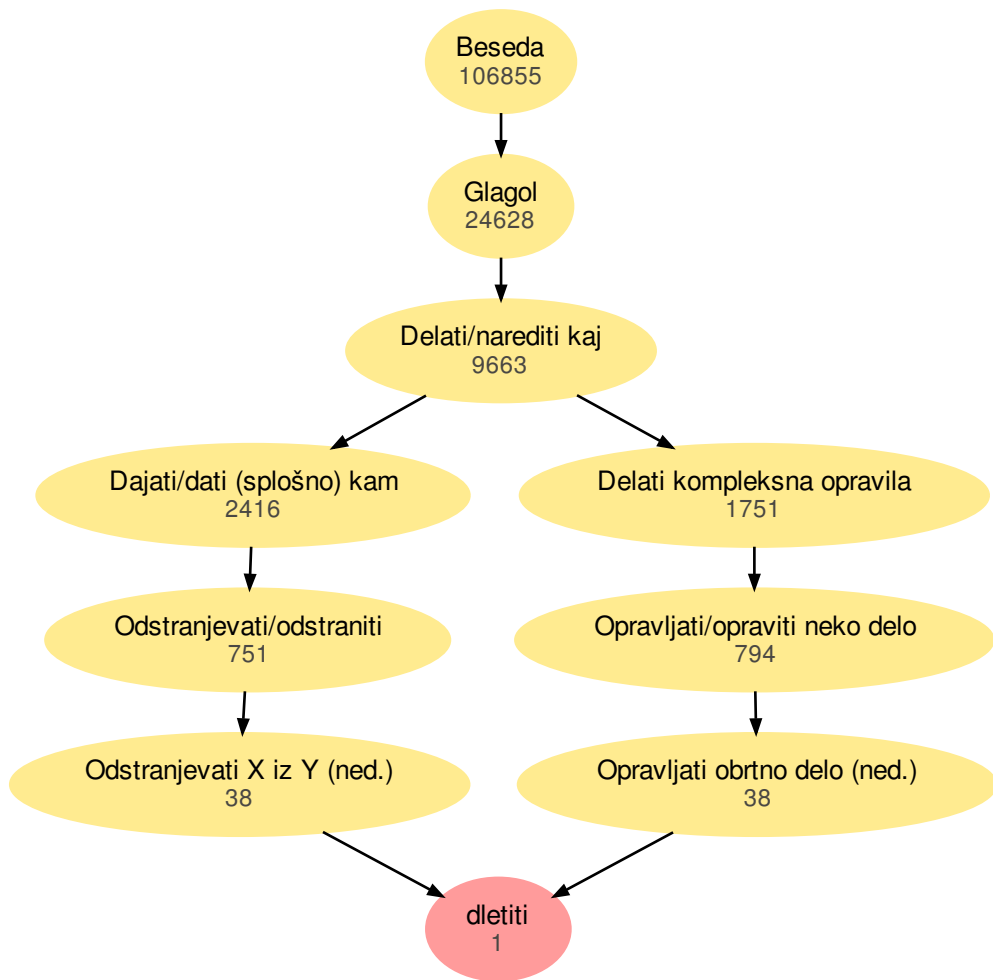 Beseda
106855
Glagol
24628
Delati/narediti kaj
9663
Dajati/dati (splošno) kam
2416
Delati kompleksna opravila
1751
Odstranjevati/odstraniti
751
Opravljati/opraviti neko delo
794
Odstranjevati X iz Y (ned.)
38
Opravljati obrtno delo (ned.)
38
dletiti
1